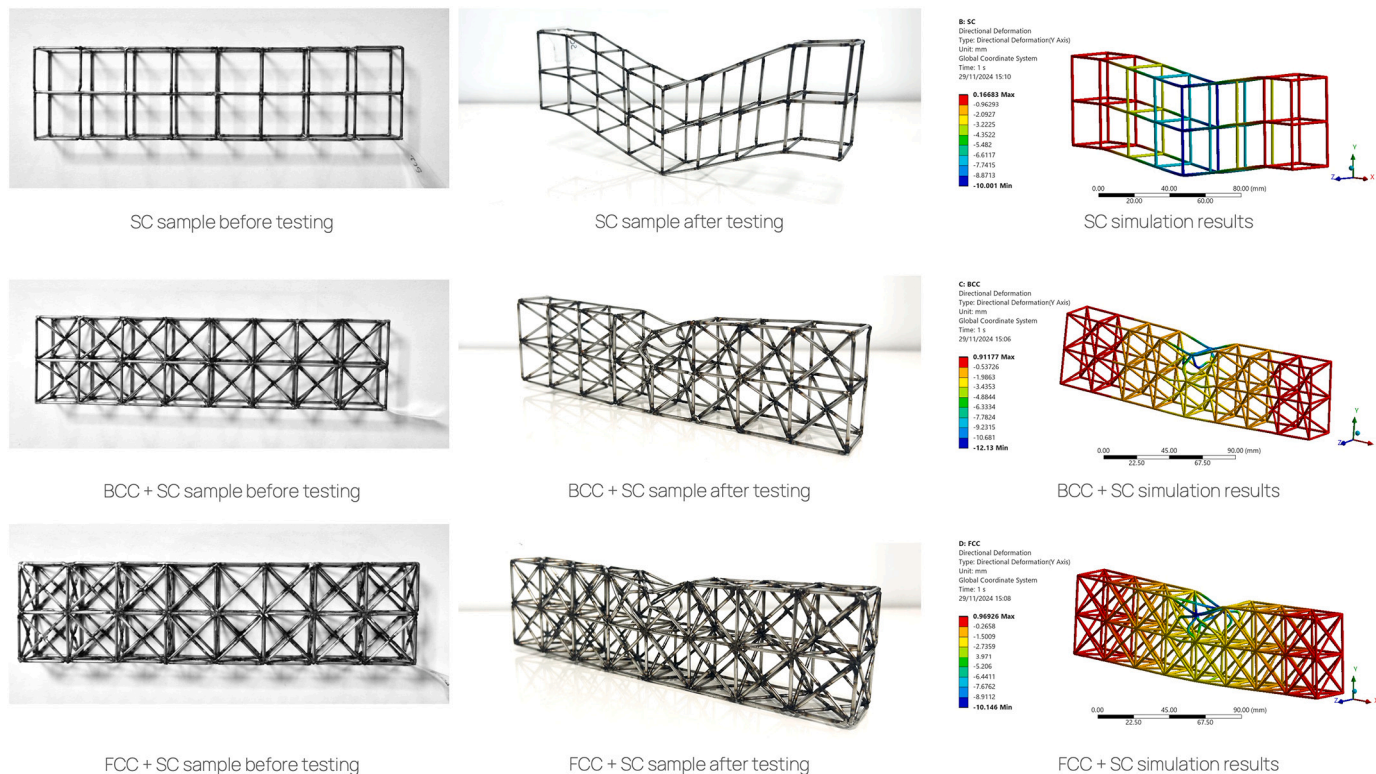 B: SC
Directional Deformation
Type: Directional Deformation(Y Axis)
Unit: mm
Global Coordinate System
Time: 1 s
29/11/2024 15:10
0.16683 Max
-0.96293
-2.0927
-3.2225
-4.3522
-5.482
-6.6117
-7.7415
-8.8713
-10.001 Min
0.00 40.00 80.00 (mm)
20.00 60.00
Y
Z X
SC sample before testing
SC sample after testing
SC simulation results
C: BCC
Directional Deformation
Type: Directional Deformation(Y Axis)
Unit: mm
Global Coordinate System
Time: 1 s
29/11/2024 15:06
0.91177 Max
-0.53726
-1.9863
-3.4353
-4.8844
-6.3334
-7.7824
-9.2315
-10.681
-12.13 Min
0.00 45.00 90.00 (mm)
22.50 67.50
Y
Z
BCC + SC sample before testing
BCC + SC sample after testing
BCC + SC simulation results
D: FCC
Directional Deformation
Type: Directional Deformation(Y Axis)
Unit: mm
Global Coordinate System
Time: 1 s
29/11/2024 15:08
0.96926 Max
-0.2658
-1.5009
-2.7359
3.971
-5.206
-6.4411
-7.6762
-8.9112
-10.146 Min
0.00 45.00 90.00 (mm)
22.50 67.50
Y
Z
FCC + SC sample before testing
FCC + SC sample after testing
FCC + SC simulation results